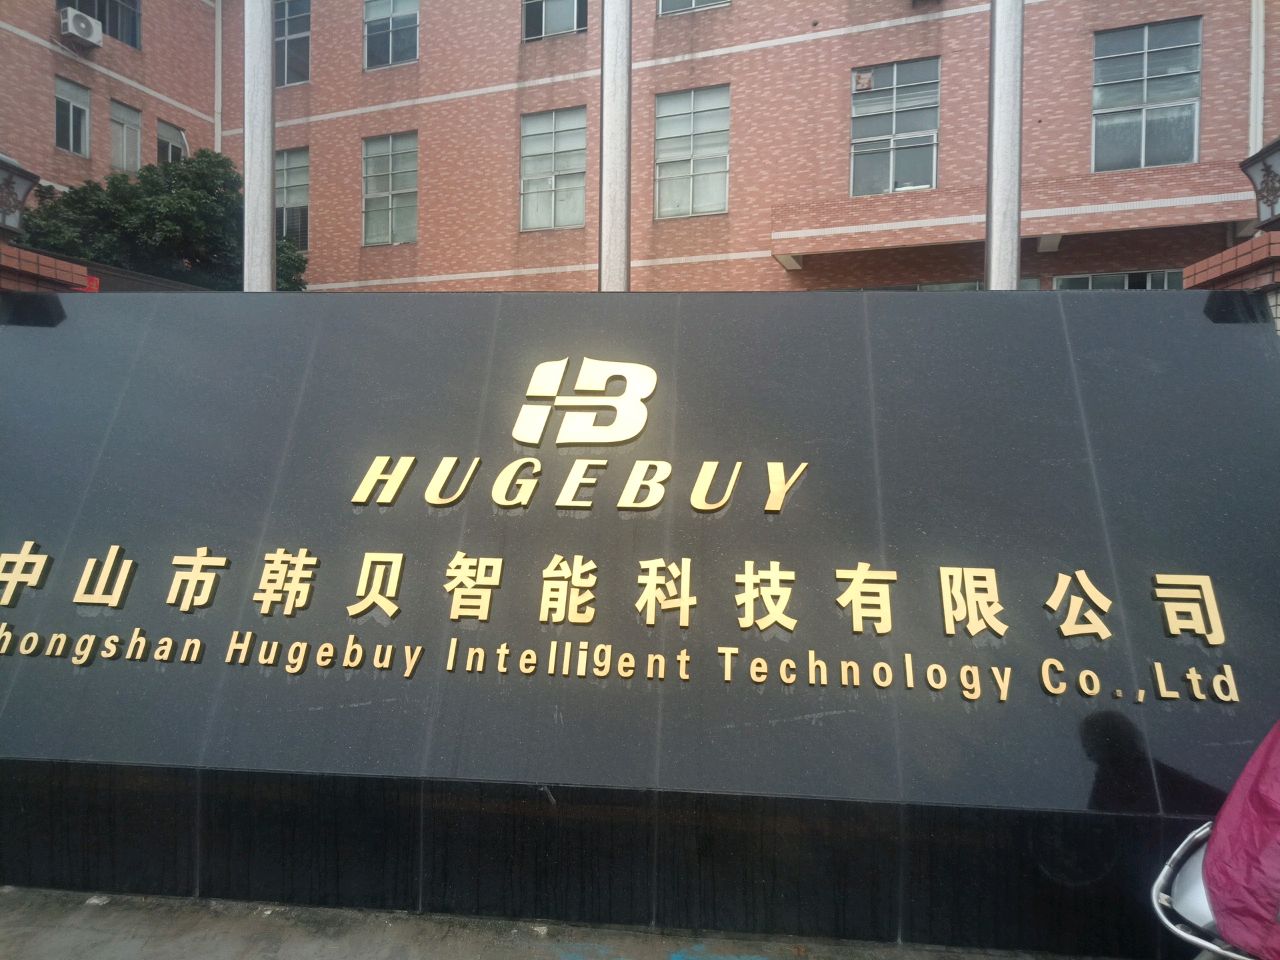 HB
HUGEBUY
中山市韩贝智能科技有限公司
hongshan Hugebuy Intelligent Technology Co.,Ltd